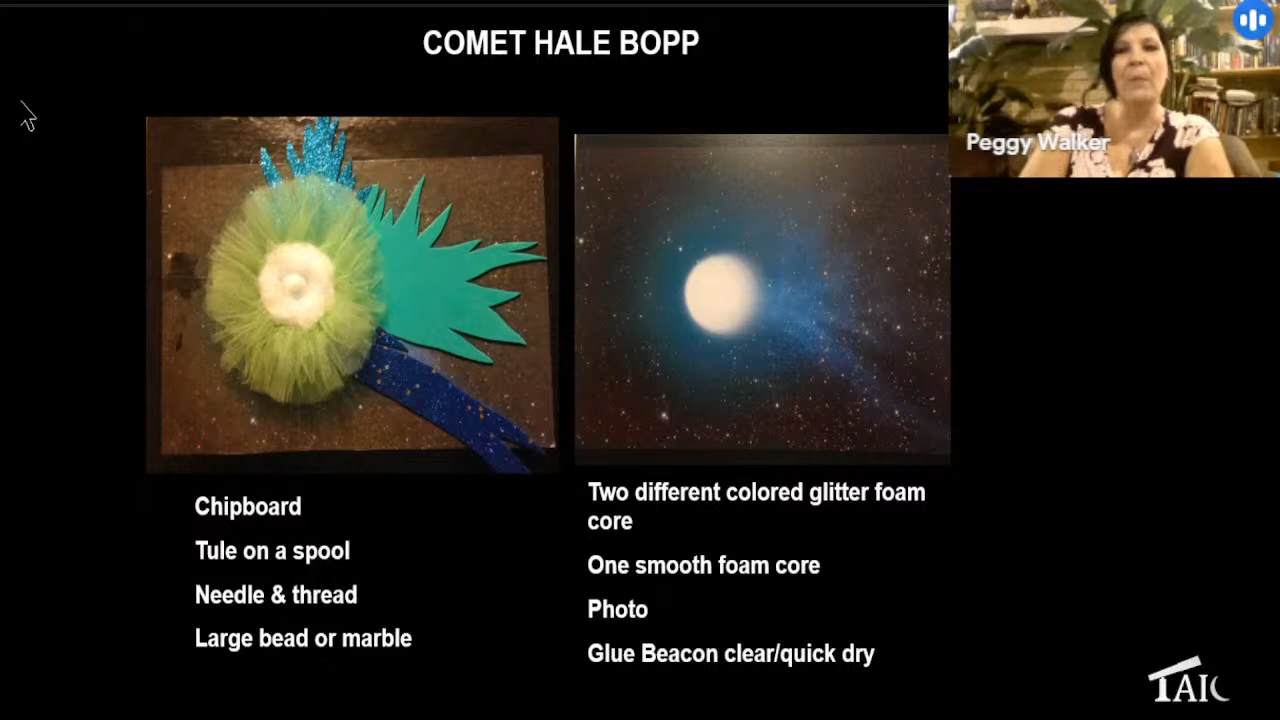 COMET HALE BOPP
Peggy Walker
Chipboard
Tule on a spool
Needle & thread
Large bead or marble
Two different colored glitter foam
core
One smooth foam core
Photo
Glue Beacon clear/quick dry
TAIC